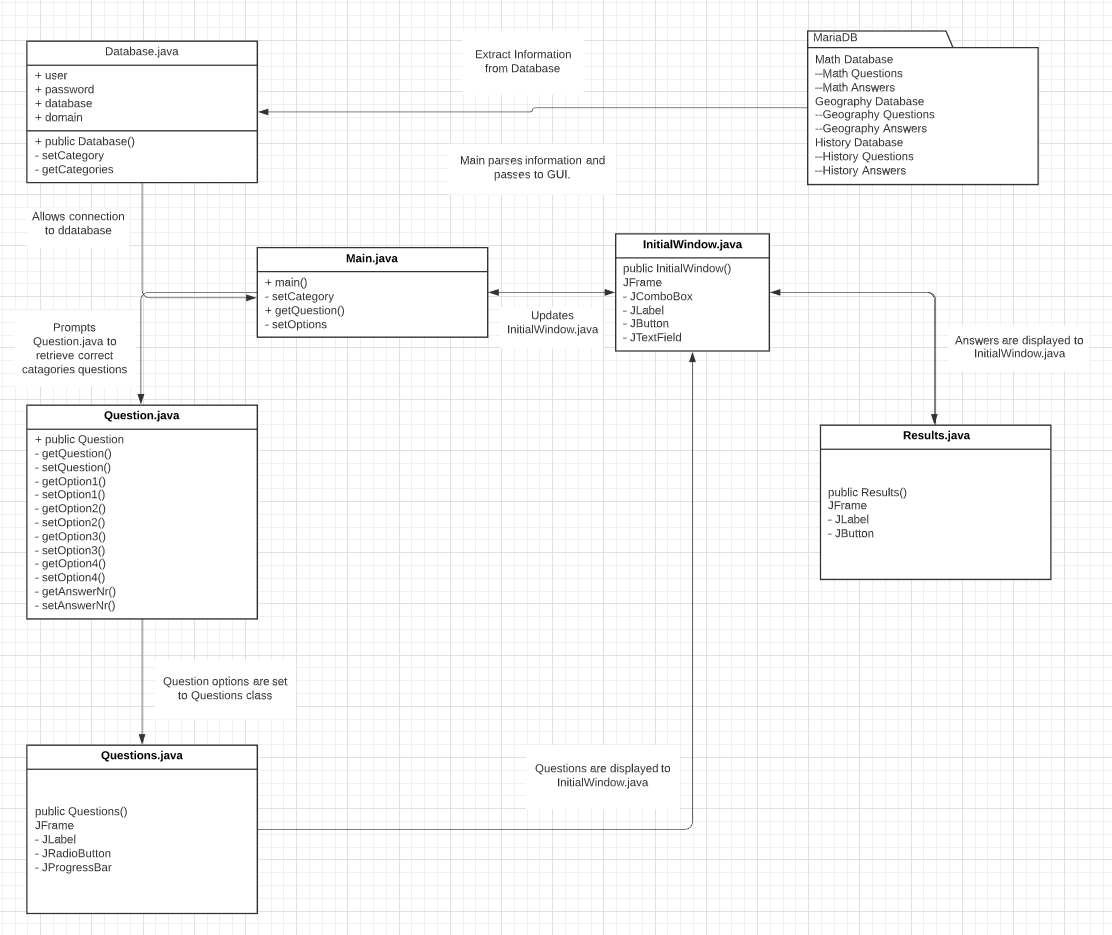 Database.java
+ user
+ password
+ database
+ domain
+ public Database()
- setCategory
- getCategories
Extract Information
from Database
MariaDB
Math Database
--Math Questions
--Math Answers
Geography Database
--Geography Questions
--Geography Answers
History Database
--History Questions
--History Answers
Main parses information and
passes to GUI.
Allows connection
to ddatabase
Main.java
+ main()
- setCategory
+ getQuestion()
- setOptions
Updates
InitialWindow.java
InitialWindow.java
public InitialWindow()
JFrame
- JComboBox
- JLabel
- JButton
- JTextField
Prompts
Question.java to
retrieve correct
catagories questions
Answers are displayed to
InitialWindow.java
Question.java
+ public Question
- getQuestion()
- setQuestion()
- getOption1()
- setOption1()
- getOption2()
- setOption2()
- getOption3()
- setOption3()
- getOption4()
- setOption4()
- getAnswerNr()
- setAnswerNr()
Results.java
public Results()
JFrame
- JLabel
- JButton
Question options are set
to Questions class
Questions.java
public Questions()
JFrame
- JLabel
- JRadioButton
- JProgressBar
Questions are displayed to
InitialWindow.java